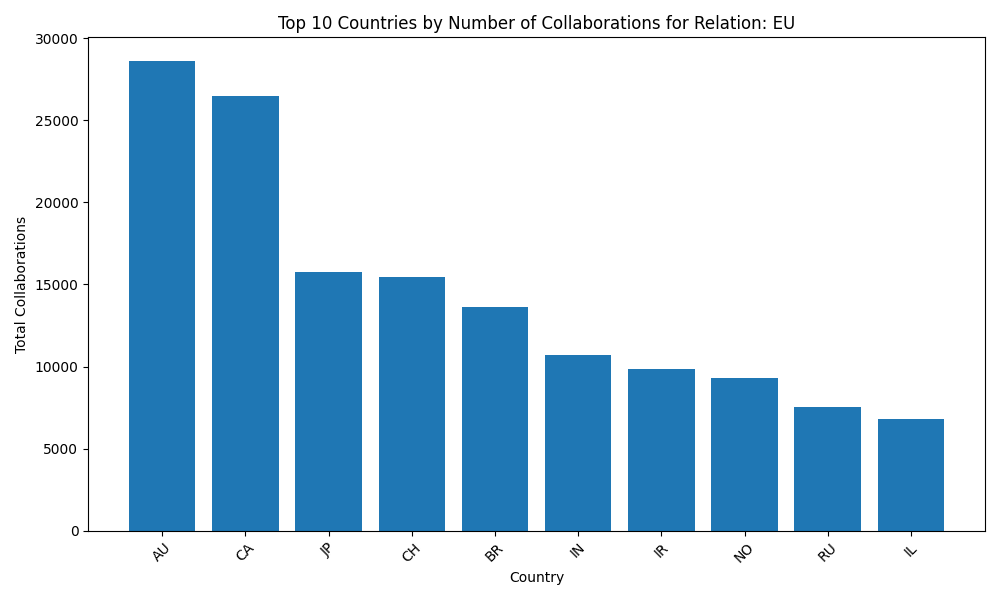 Top 10 Countries by Number of Collaborations for Relation: EU
30000
25000
20000
15000
10000
5000
0
Total Collaborations
AU CA JP CH BR IN IR NO RU IL
Country